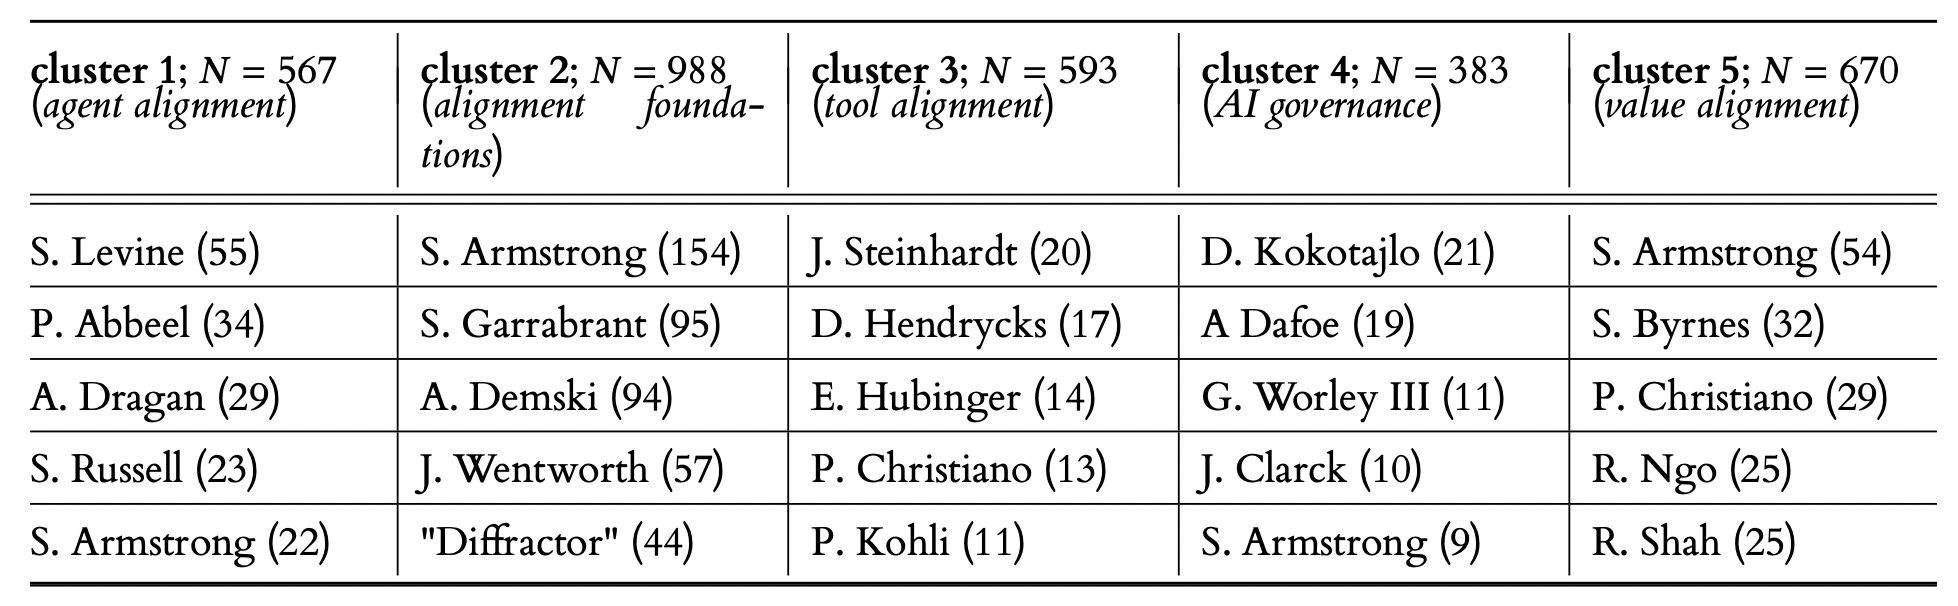 cluster 1; N = 567 cluster 2; N = 988 cluster 3; N = 593 cluster 4; N = 383 cluster 5; N = 670
(agent alignment) (alignment founda- (tool alignment) (AI governance) (value alignment)
tions)
S. Levine (55) S. Armstrong (154) J. Steinhardt (20) D. Kokotajlo (21) S. Armstrong (54)
P. Abbeel (34) S. Garrabrant (95) D. Hendrycks (17) A Dafoe (19) S. Byrnes (32)
A. Dragan (29) A. Demski (94) E. Hubinger (14) G. Worley III (11) P. Christiano (29)
S. Russell (23) J. Wentworth (57) P. Christiano (13) J. Clarck (10) R. Ngo (25)
S. Armstrong (22) "Diffractor" (44) P. Kohli (11) S. Armstrong (9) R. Shah (25)